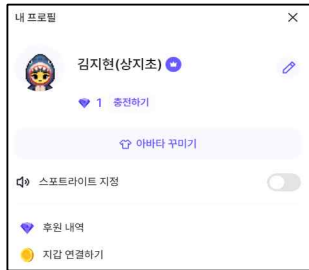 내 프로필
김지현(상지초)
1 충전하기
아바타 꾸미기
스포트라이트 지정
후원 내역
지갑 연결하기